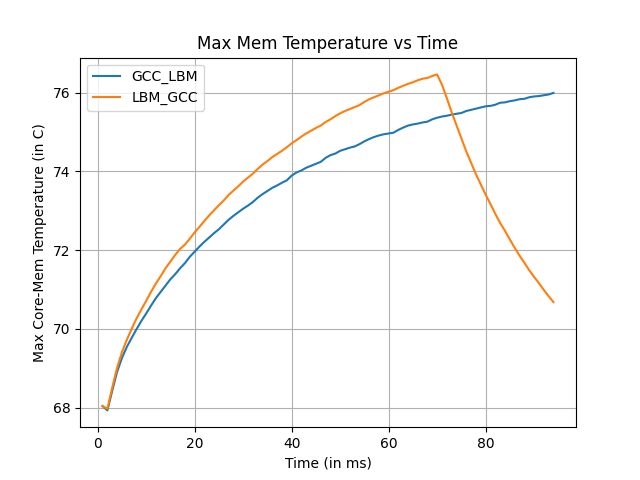 Max Mem Temperature vs Time
GCC_LBM
LBM_GCC
Max Core-Mem Temperature (in C)
76
74
72
70
68
0
20
40
60
80
Time (in ms)